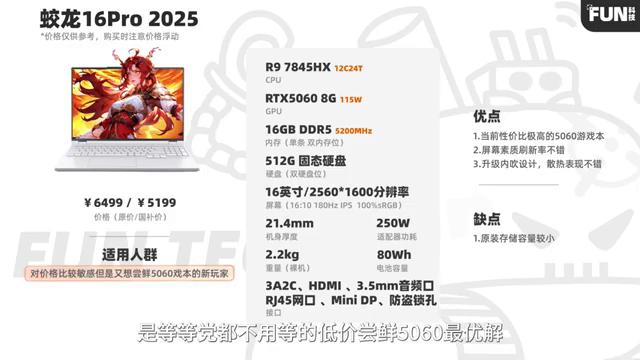 蛟龙16Pro 2025
*价格仅供参考，购买时注意价格浮动
FUN科技
R9 7845HX 12C24T
CPU
RTX5060 8G 115W
GPU
16GB DDR5 5200MHz
内存（单条 双内存位）
512G 固态硬盘
硬盘（双硬盘位）
16英寸/2560*1600分辨率
屏幕（16:10 180Hz IPS 100%sRGB）
21.4mm 250W
机身厚度 适配器功耗
2.2kg 80Wh
重量（裸机） 电池容量
3A2C、HDMI 、3.5mm音频口
RJ45网口 、Mini DP、防盗锁孔
接口
￥6499 / ￥5199
价格（原价/国补价）
适用人群
对价格比较敏感但是又想尝鲜5060戏本的新玩家
优点
1.当前性价比极高的5060游戏本
2.屏幕素质刷新率不错
3.升级内吹设计，散热表现不错
缺点
1.原装存储容量较小
FUN TEC
是等等党都不用等的低价尝鲜5060最优解